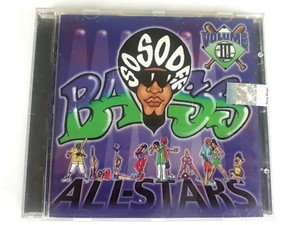 VOLUME
III
SO SO DEF
BASS
ALL-STARS